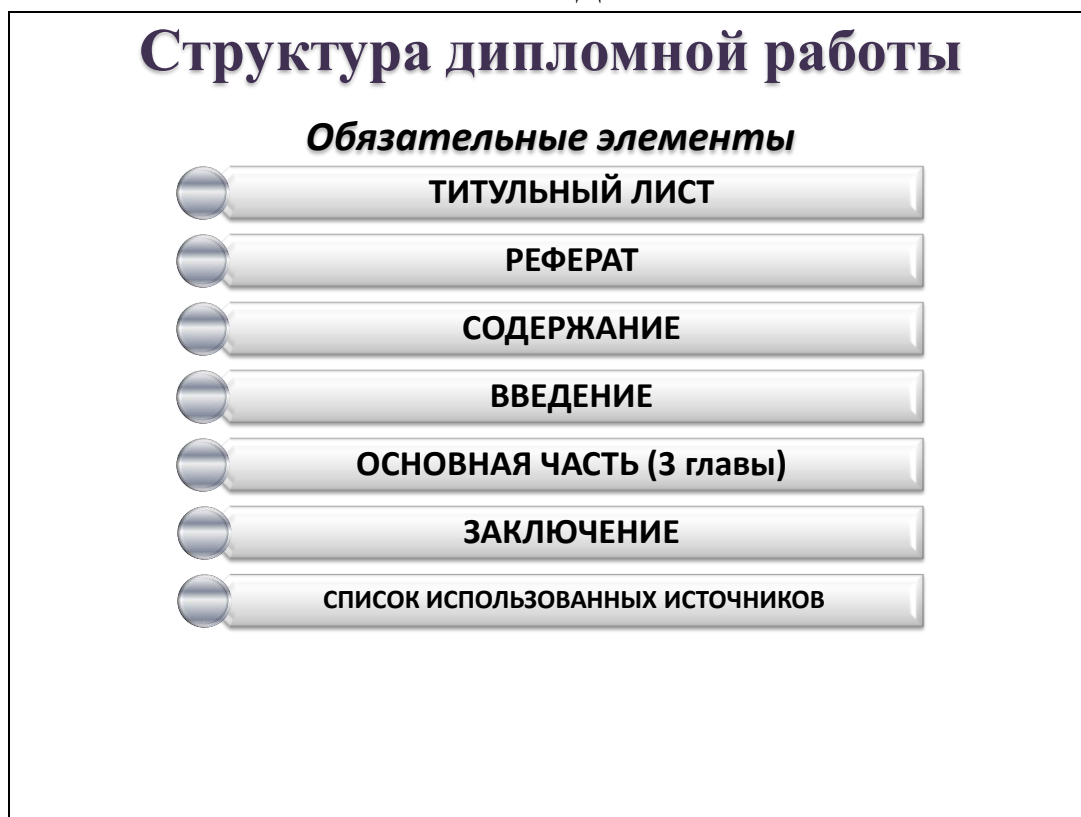 Структура дипломной работы
Обязательные элементы
ТИТУЛЬНЫЙ ЛИСТ
РЕФЕРАТ
СОДЕРЖАНИЕ
ВВЕДЕНИЕ
ОСНОВНАЯ ЧАСТЬ (3 главы)
ЗАКЛЮЧЕНИЕ
СПИСОК ИСПОЛЬЗОВАННЫХ ИСТОЧНИКОВ